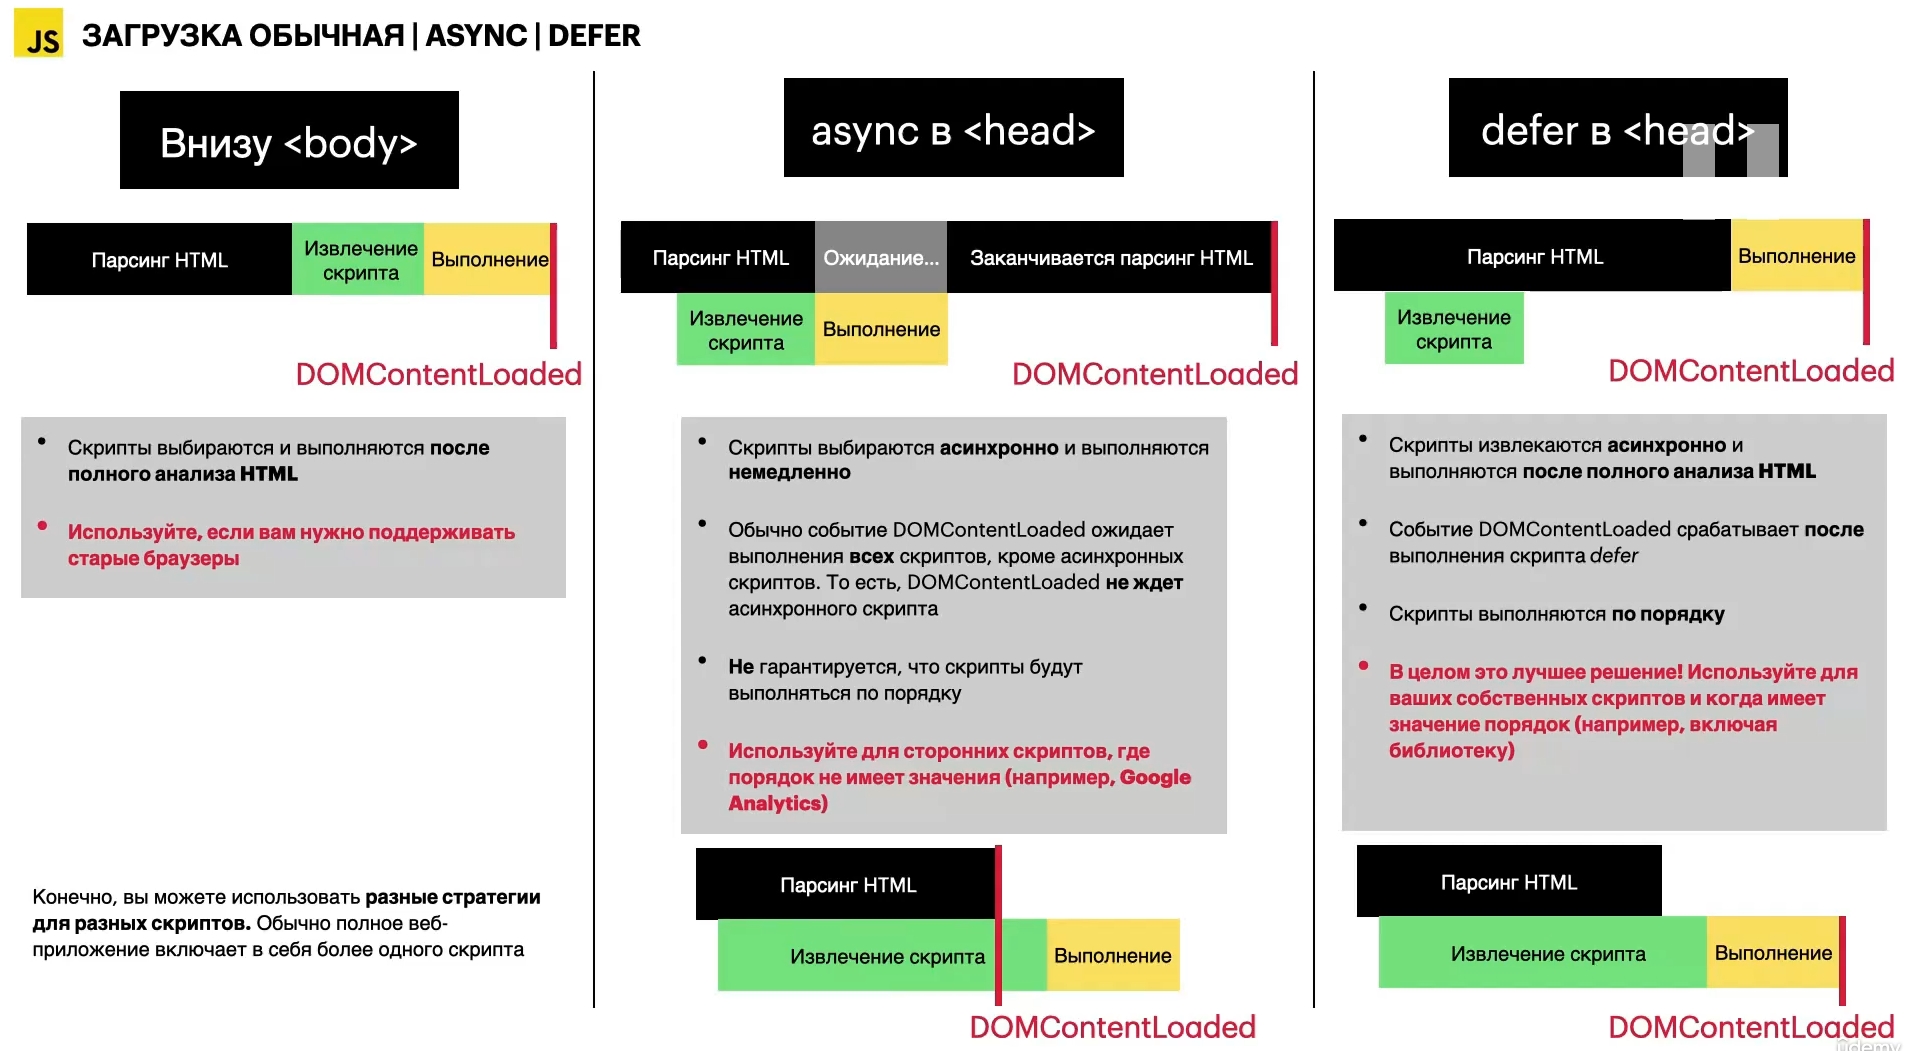 JS
ЗАГРУЗКА ОБЫЧНАЯ | ASYNC | DEFER
Внизу <body>
Парсинг HTML
Извлечение
скрипта
Выполнение
DOMContentLoaded
• Скрипты выбираются и выполняются после
полного анализа HTML
• Используйте, если вам нужно поддерживать
старые браузеры
Конечно, вы можете использовать разные стратегии
для разных скриптов. Обычно полное веб-
приложение включает в себя более одного скрипта
async в <head>
Парсинг HTML
Ожидание...
Заканчивается парсинг HTML
Извлечение
скрипта
Выполнение
DOMContentLoaded
• Скрипты выбираются асинхронно и выполняются
немедленно
• Обычно событие DOMContentLoaded ожидает
выполнения всех скриптов, кроме асинхронных
скриптов. То есть, DOMContentLoaded не ждет
асинхронного скрипта
• Не гарантируется, что скрипты будут
выполняться по порядку
• Используйте для сторонних скриптов, где
порядок не имеет значения (например, Google
Analytics)
Парсинг HTML
Извлечение скрипта
Выполнение
DOMContentLoaded
defer в <head>
Парсинг HTML
Выполнение
Извлечение
скрипта
DOMContentLoaded
• Скрипты извлекаются асинхронно и
выполняются после полного анализа HTML
• Событие DOMContentLoaded срабатывает после
выполнения скрипта defer
• Скрипты выполняются по порядку
• В целом это лучшее решение! Используйте для
ваших собственных скриптов и когда имеет
значение порядок (например, включая
библиотеку)
Парсинг HTML
Извлечение скрипта
Выполнение
DOMContentLoaded
ûdemy